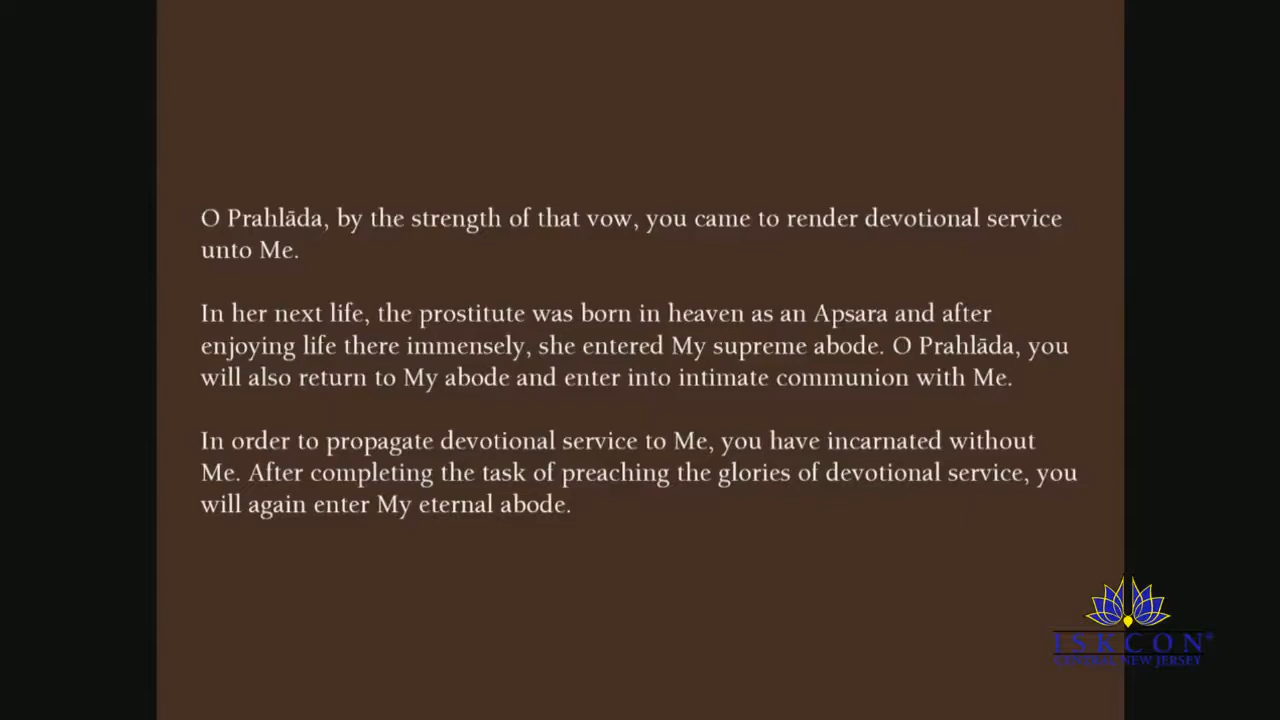 O Prahlāda, by the strength of that vow, you came to render devotional service
unto Me.
In her next life, the prostitute was born in heaven as an Apsara and after
enjoying life there immensely, she entered My supreme abode. O Prahlāda, you
will also return to My abode and enter into intimate communion with Me.
In order to propagate devotional service to Me, you have incarnated without
Me. After completing the task of preaching the glories of devotional service, you
will again enter My eternal abode.
ISKCON®
CENTRAL NEW JERSEY